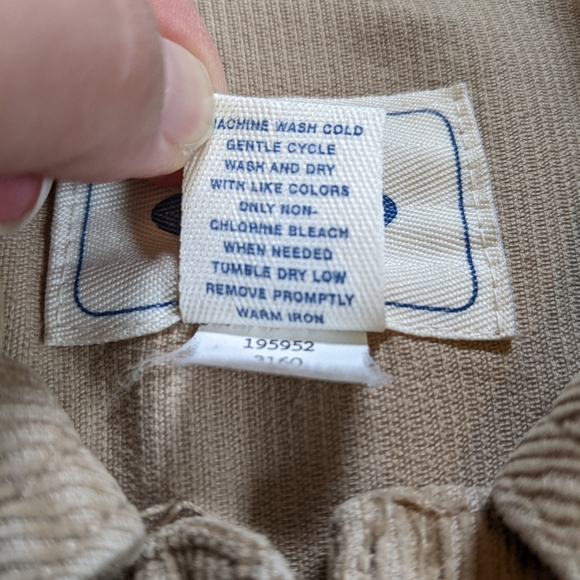 MACHINE WASH COLD
GENTLE CYCLE
WASH AND DRY
WITH LIKE COLORS
ONLY NON-
CHLORINE BLEACH
WHEN NEEDED
TUMBLE DRY LOW
REMOVE PROMPTLY
WARM IRON
195952
3160